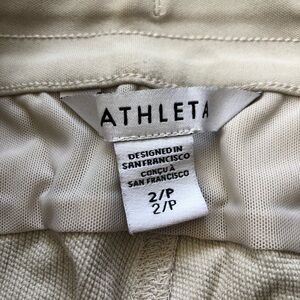 ATHLETA
DESIGNED IN
SAN FRANCISCO
CONÇU À
SAN FRANCISCO
2/P
2/P